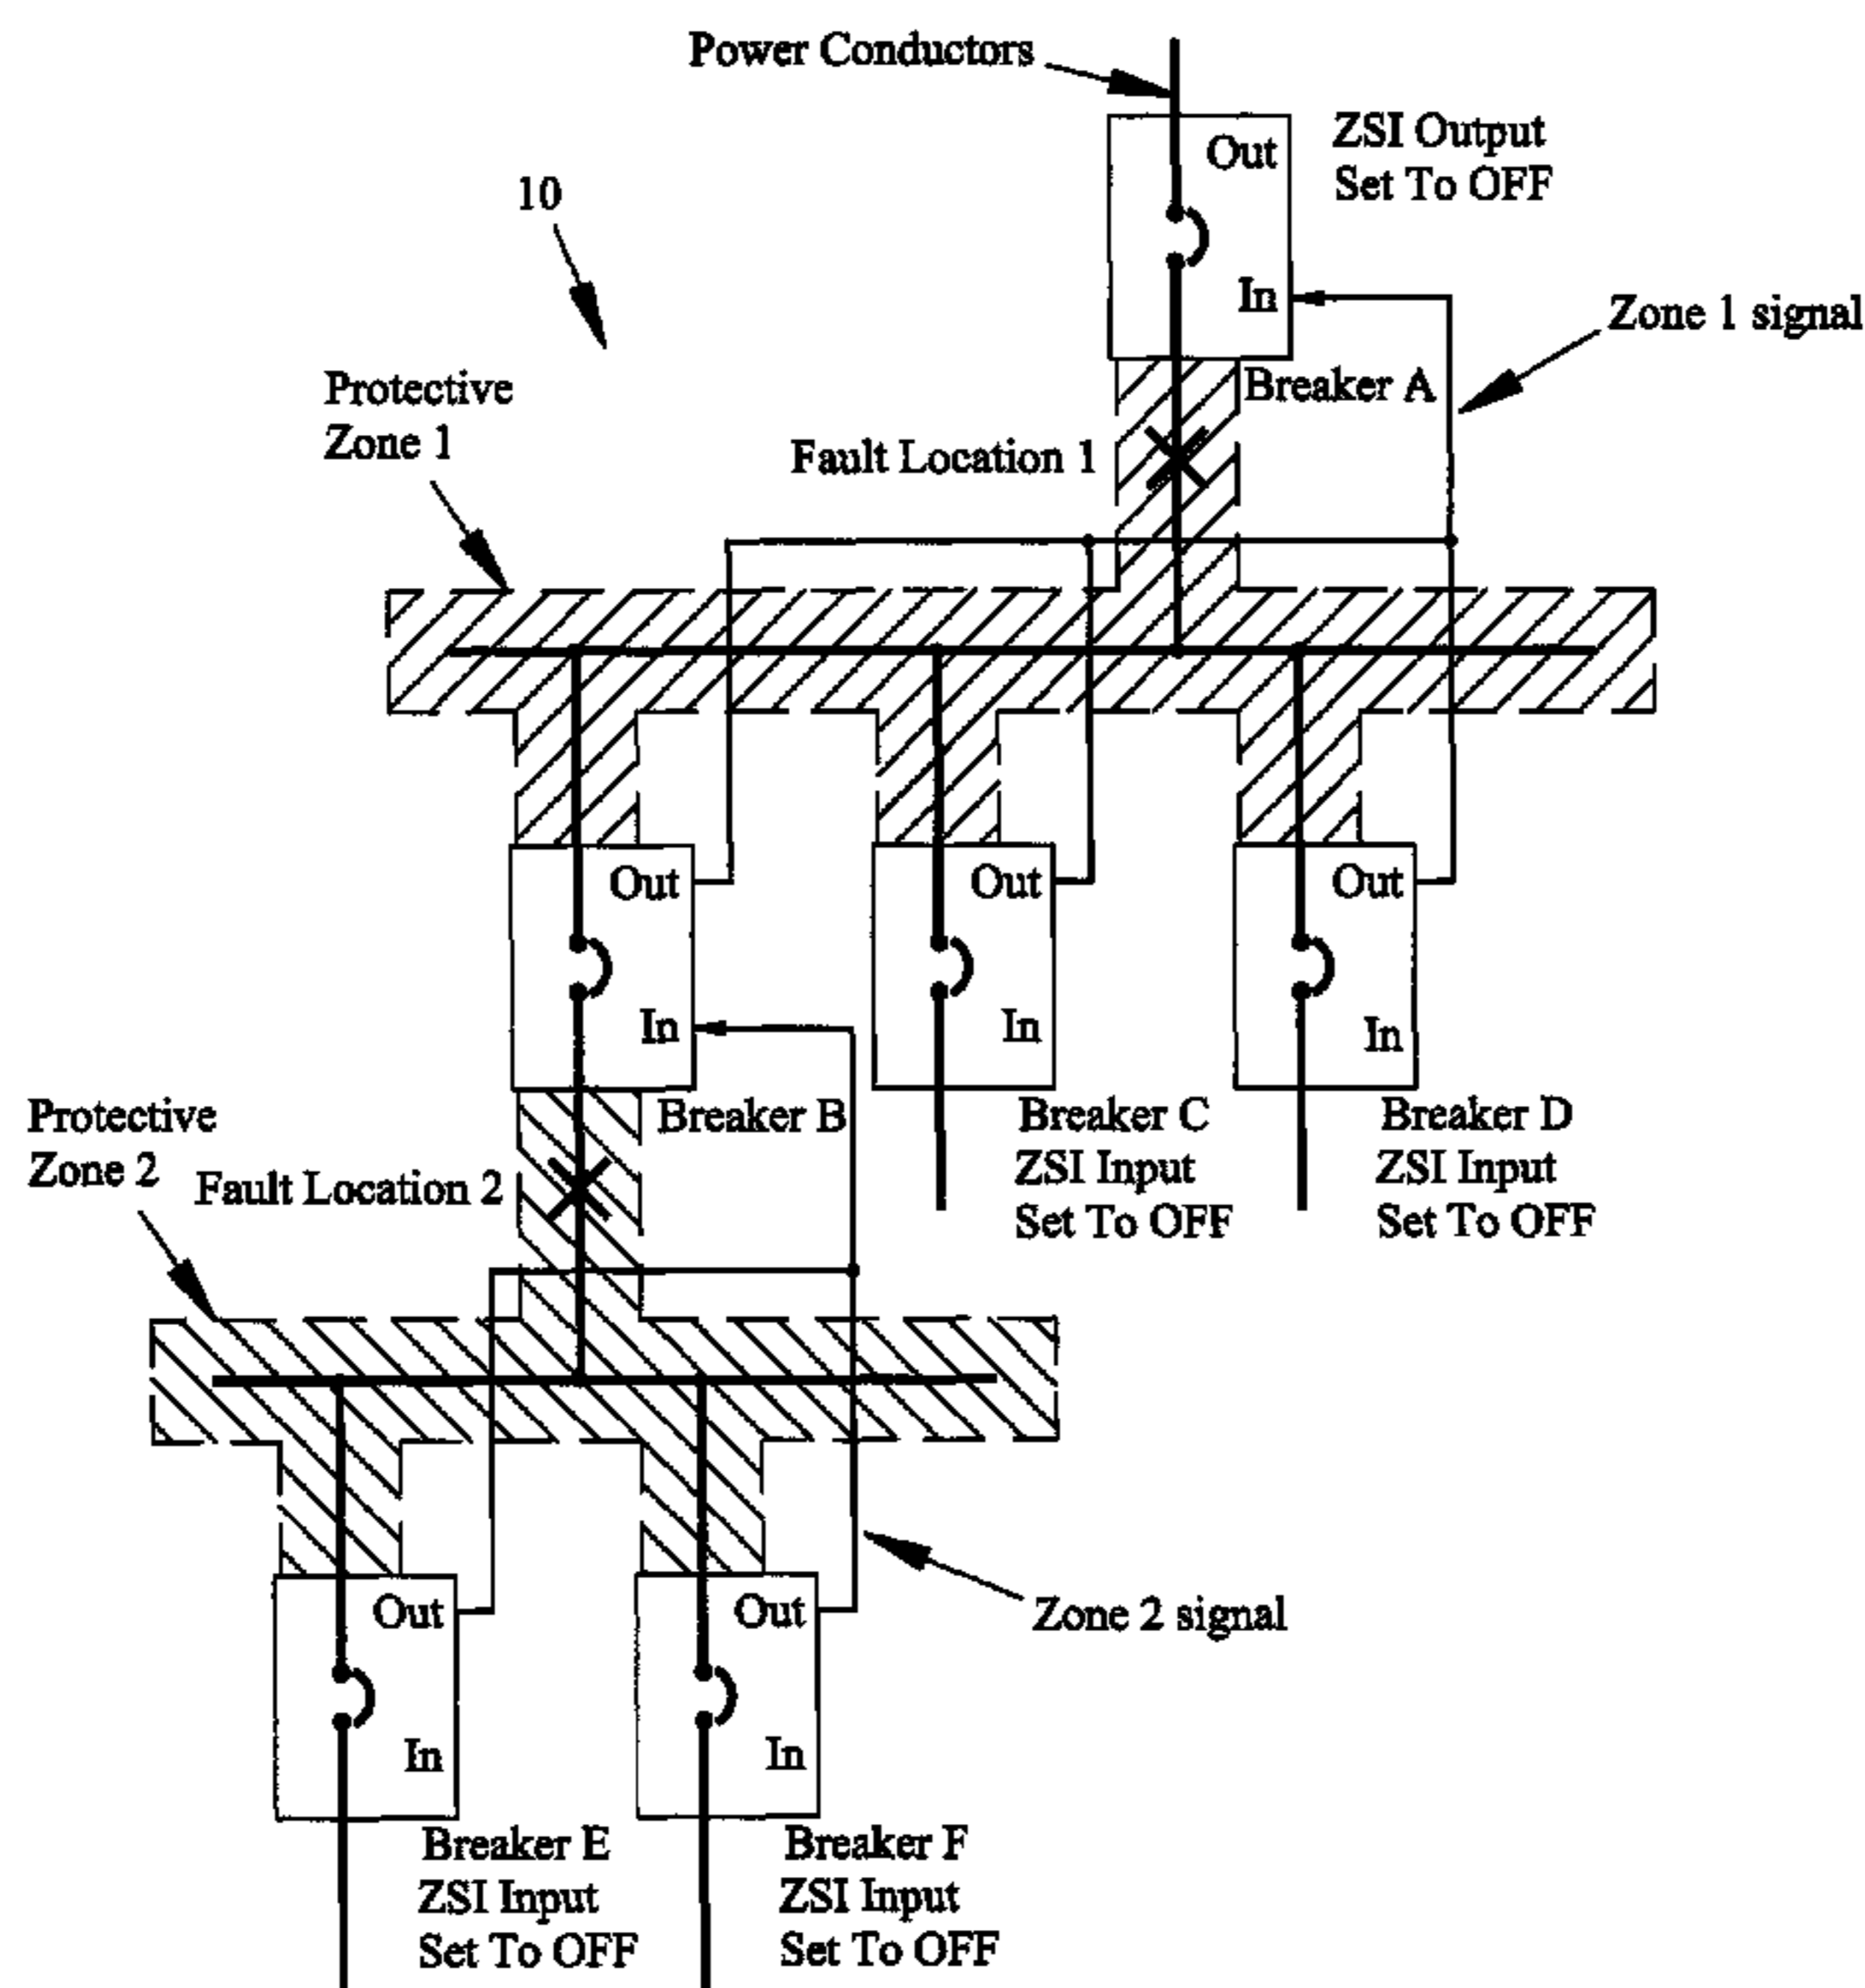 Power Conductors
Out
ZSI Output
Set To OFF
10
In
Zone 1 signal
Breaker A
Protective
Zone 1
Fault Location 1
Out
Out
Out
In
In
In
Protective
Zone 2
Fault Location 2
Breaker B
Breaker C
ZSI Input
Set To OFF
Breaker D
ZSI Input
Set To OFF
Out
Out
Zone 2 signal
In
In
Breaker E
ZSI Input
Set To OFF
Breaker F
ZSI Input
Set To OFF